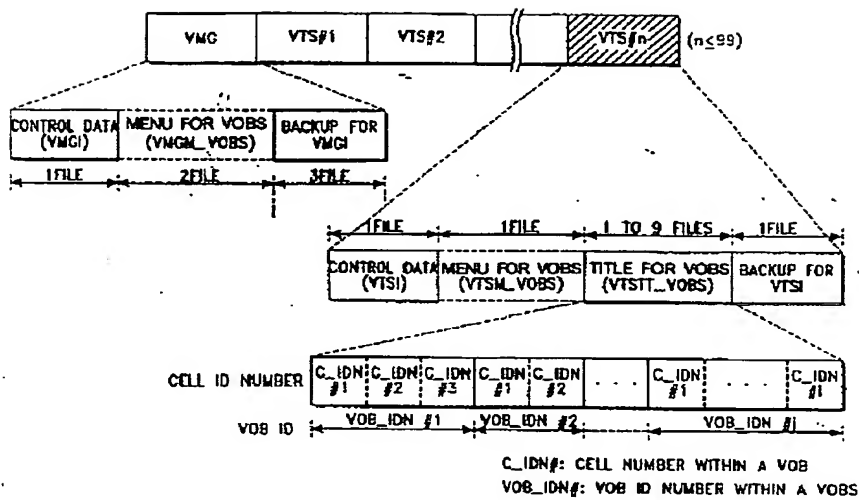 VMG VTS#1 VTS#2 VTS#n (n≤99)
CONTROL DATA (VMGI) MENU FOR VOBS (VMGM_VOBS) BACKUP FOR VMGI
1FILE 2FILE 3FILE
1FILE 1FILE 1 TO 9 FILES 1FILE
CONTROL DATA (VTSI) MENU FOR VOBS (VTSM_VOBS) TITLE FOR VOBS (VTSTT_VOBS) BACKUP FOR VTSI
CELL ID NUMBER C_IDN #1 C_IDN #2 C_IDN #3 C_IDN #1 C_IDN #2 ... C_IDN #1 ... C_IDN #i
VOB ID VOB_IDN #1 VOB_IDN #2 VOB_IDN #j
C_IDN#: CELL NUMBER WITHIN A VOB
VOB_IDN#: VOB ID NUMBER WITHIN A VOBS